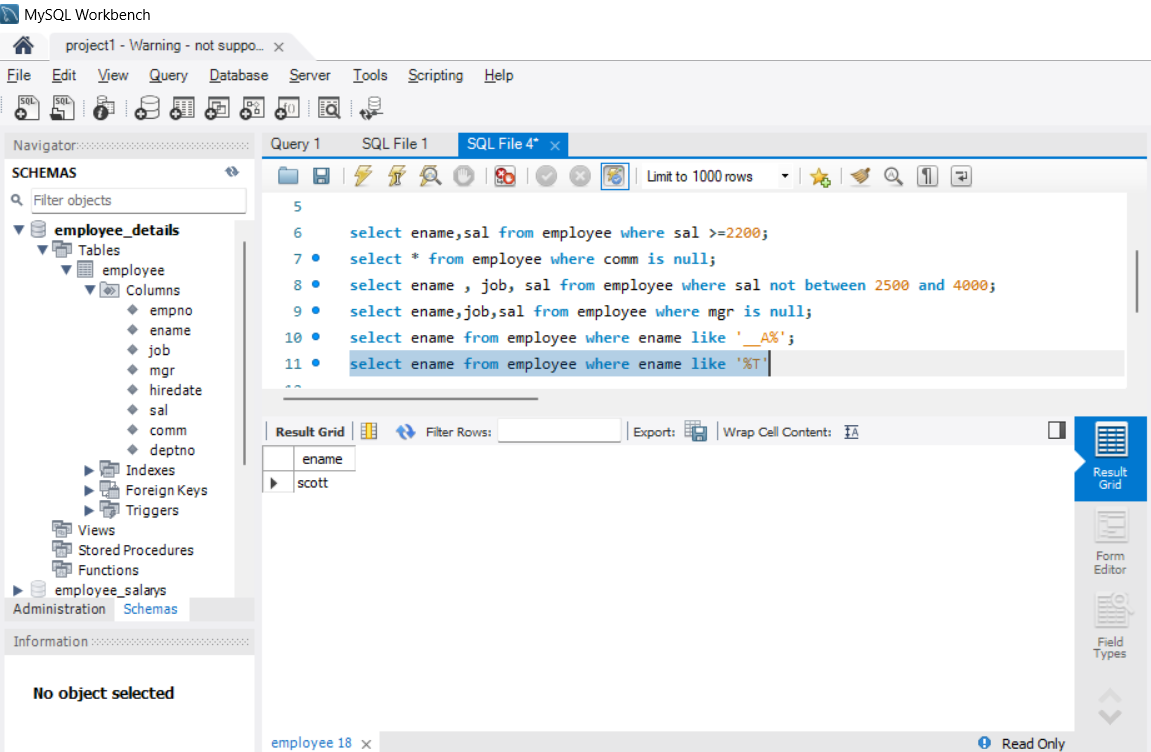 MySQL Workbench
project1 - Warning - not suppo...
File Edit View Query Database Server Tools Scripting Help
Navigator
SCHEMAS
Filter objects
employee_details
Tables
employee
Columns
empno
ename
job
mgr
hiredate
sal
comm
deptno
Indexes
Foreign Keys
Triggers
Views
Stored Procedures
Functions
employee_salarys
Administration Schemas
Information
No object selected
Query 1 SQL File 1 SQL File 4*
Limit to 1000 rows
5
6 select ename,sal from employee where sal >=2200;
7 select * from employee where comm is null;
8 select ename , job, sal from employee where sal not between 2500 and 4000;
9 select ename,job,sal from employee where mgr is null;
10 select ename from employee where ename like '__A%';
11 select ename from employee where ename like '%T'
Result Grid Filter Rows: Export: Wrap Cell Content: IA
ename
scott
Result
Grid
Form
Editor
Field
Types
employee 18
Read Only